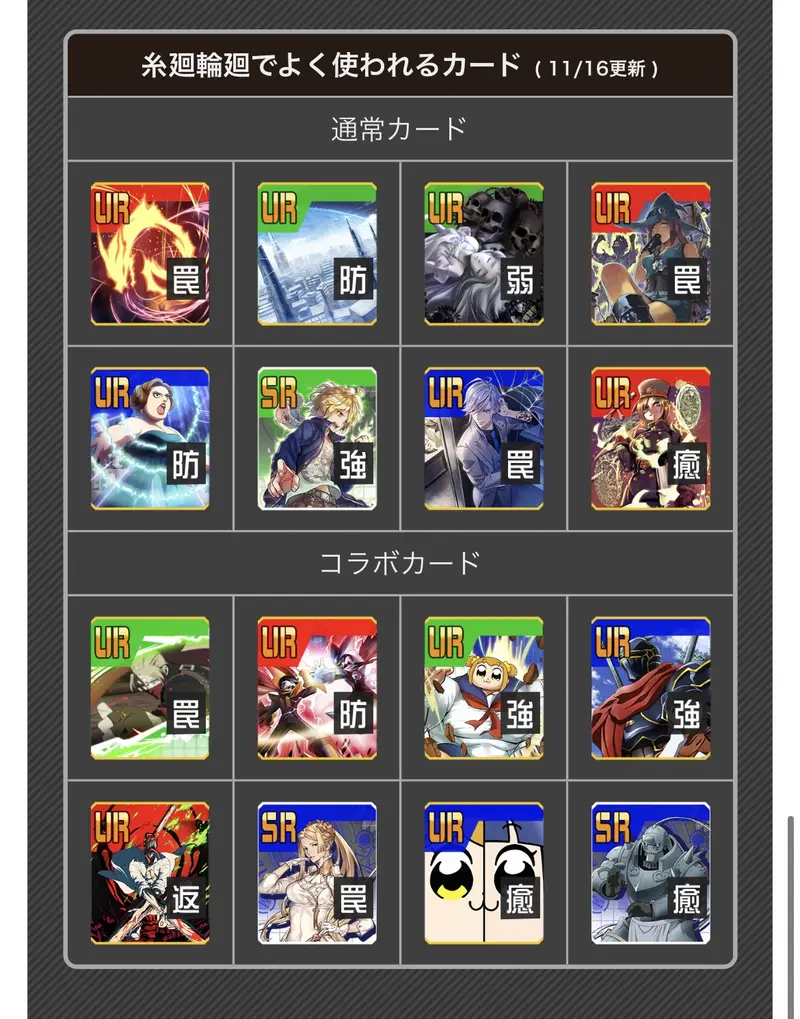 糸廻輪廻でよく使われるカード ( 11/16更新 )
通常カード
UR 罠
UR 防
UR 弱
UR 罠
UR 防
SR 強
UR 罠
UR 癒
コラボカード
UR 罠
UR 防
UR 強
UR 強
UR 返
SR 罠
UR 癒
SR 癒